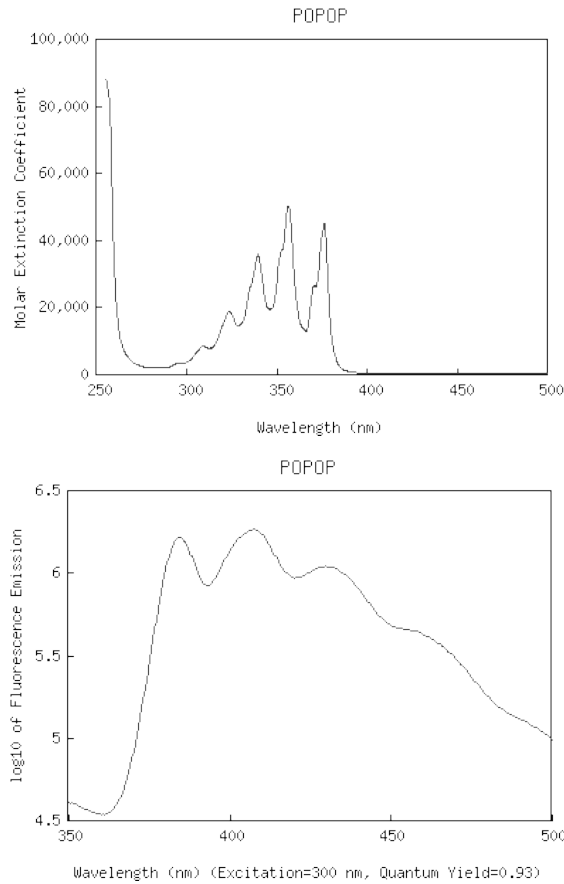 POPOP
100,000
80,000
60,000
40,000
20,000
0
Molar Extinction Coefficient
250 300 350 400 450 500
Wavelength (nm)
POPOP
6.5
6
5.5
5
4.5
log10 of Fluorescence Emission
350 400 450 500
Wavelength (nm) (Excitation=300 nm, Quantum Yield=0.93)